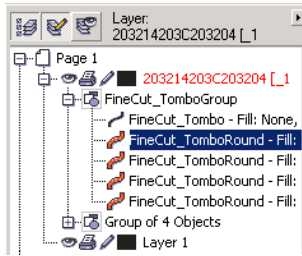 Layer:
203214203C203204 [_1
Page 1
203214203C203204 [_1
FineCut_TomboGroup
FineCut_Tombo - Fill: None,
FineCut_TomboRound - Fill:
FineCut_TomboRound - Fill:
FineCut_TomboRound - Fill:
FineCut_TomboRound - Fill:
Group of 4 Objects
Layer 1